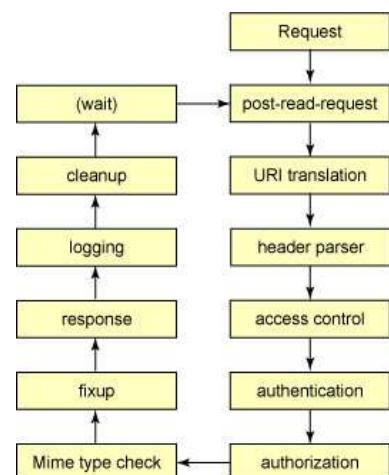 Request
post-read-request
URI translation
header parser
access control
authentication
authorization
Mime type check
fixup
response
logging
cleanup
(wait)